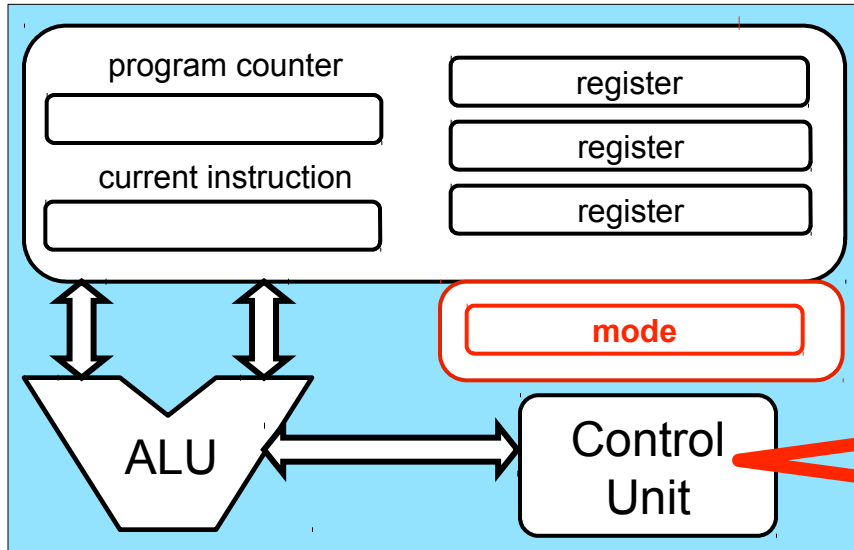 program counter
current instruction
register
register
register
mode
ALU
Control
Unit